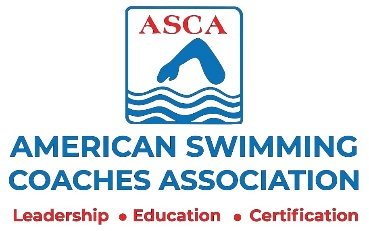 ASCA
AMERICAN SWIMMING
COACHES ASSOCIATION
Leadership • Education • Certification